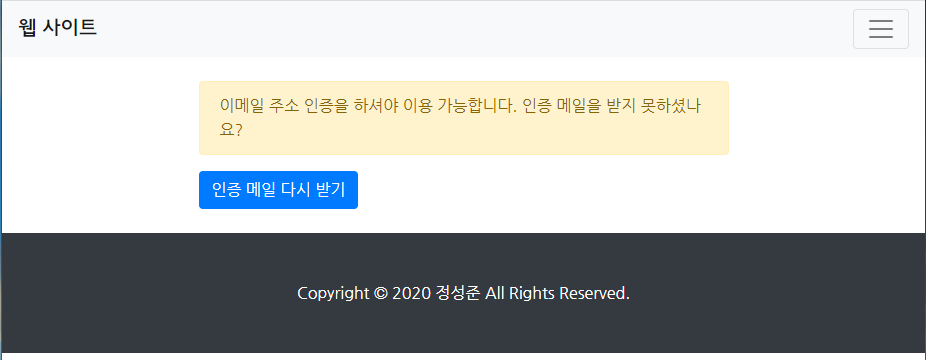 웹 사이트
이메일 주소 인증을 하셔야 이용 가능합니다. 인증 메일을 받지 못하셨나
요?
인증 메일 다시 받기
Copyright © 2020 정성준 All Rights Reserved.